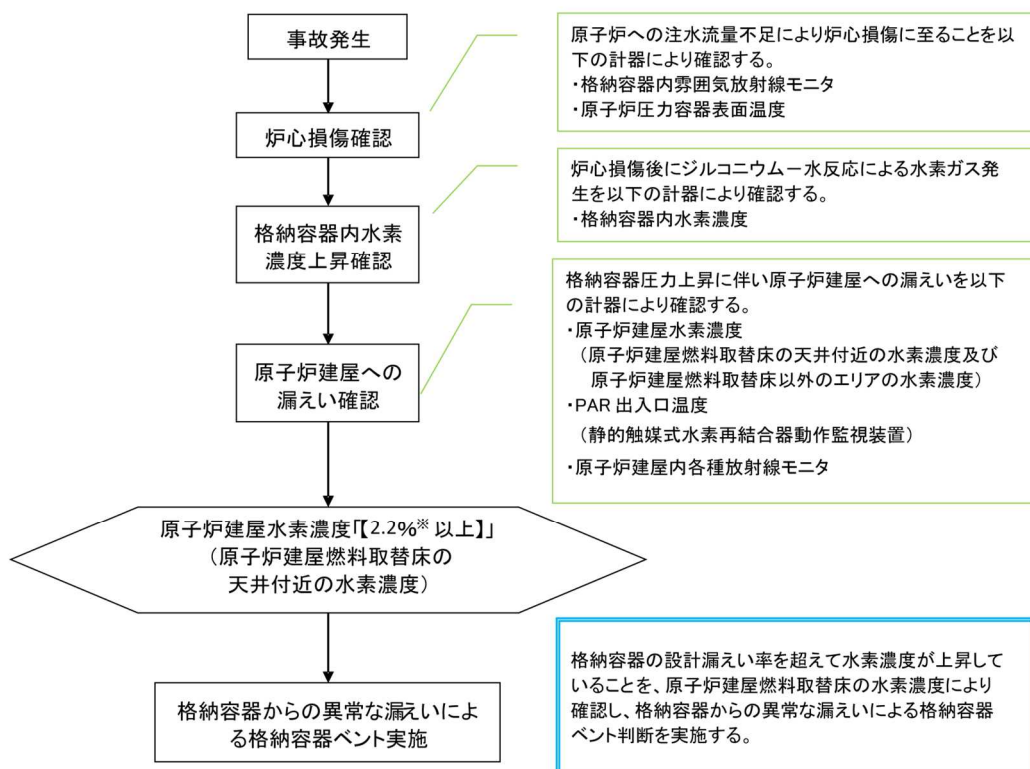 事故発生
原子炉への注水流量不足により炉心損傷に至ることを以
下の計器により確認する。
・格納容器内雰囲気放射線モニタ
・原子炉圧力容器表面温度
炉心損傷確認
炉心損傷後にジルコニウム－水反応による水素ガス発
生を以下の計器により確認する。
・格納容器内水素濃度
格納容器内水素
濃度上昇確認
格納容器圧力上昇に伴い原子炉建屋への漏えいを以下
の計器により確認する。
・原子炉建屋水素濃度
（原子炉建屋燃料取替床の天井付近の水素濃度及び
原子炉建屋燃料取替床以外のエリアの水素濃度）
・PAR 出入口温度
（静的触媒式水素再結合器動作監視装置）
・原子炉建屋内各種放射線モニタ
原子炉建屋への
漏えい確認
原子炉建屋水素濃度「【2.2%※ 以上】」
（原子炉建屋燃料取替床の
天井付近の水素濃度）
格納容器からの異常な漏えいによ
る格納容器ベント実施
格納容器の設計漏えい率を超えて水素濃度が上昇して
いることを、原子炉建屋燃料取替床の水素濃度により
確認し、格納容器からの異常な漏えいによる格納容器
ベント判断を実施する。